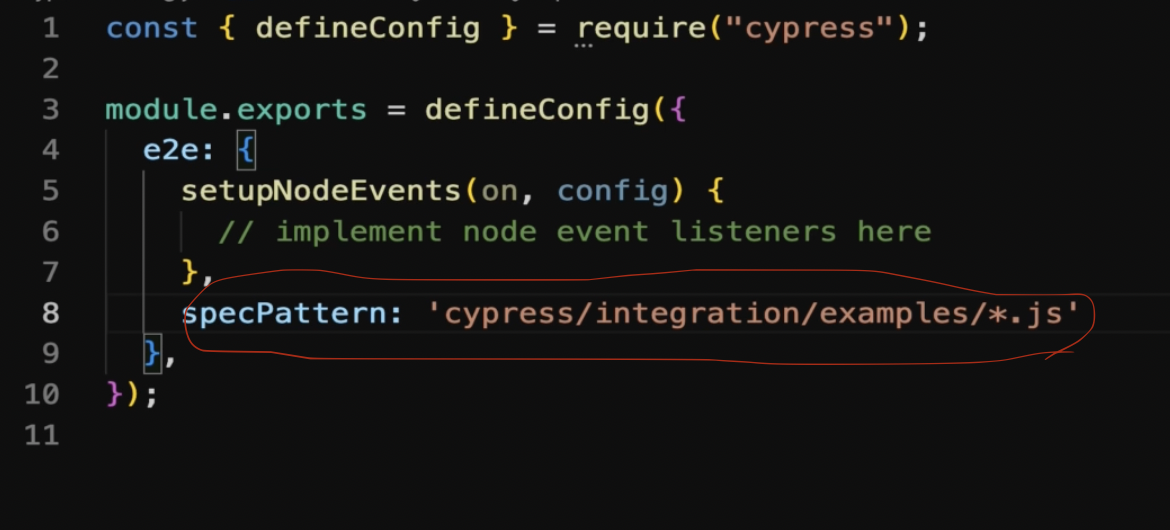 1 const { defineConfig } = require("cypress");
2
3 module.exports = defineConfig({
4 e2e: {
5 setupNodeEvents(on, config) {
6 // implement node event listeners here
7 },
8 specPattern: 'cypress/integration/examples/*.js'
9 },
10 });
11